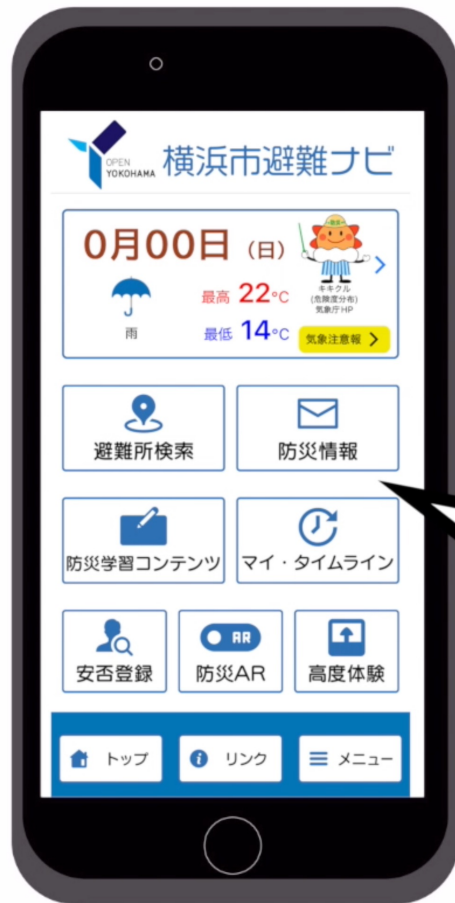 OPEN
YOKOHAMA
横浜市避難ナビ
0月00日（日）
最高 22℃
雨
最低 14℃
キキクル
(危険度分布)
気象庁HP
気象注意報
避難所検索
防災情報
防災学習コンテンツ
マイ・タイムライン
AR
安否登録
防災AR
高度体験
トップ
リンク
メニュー